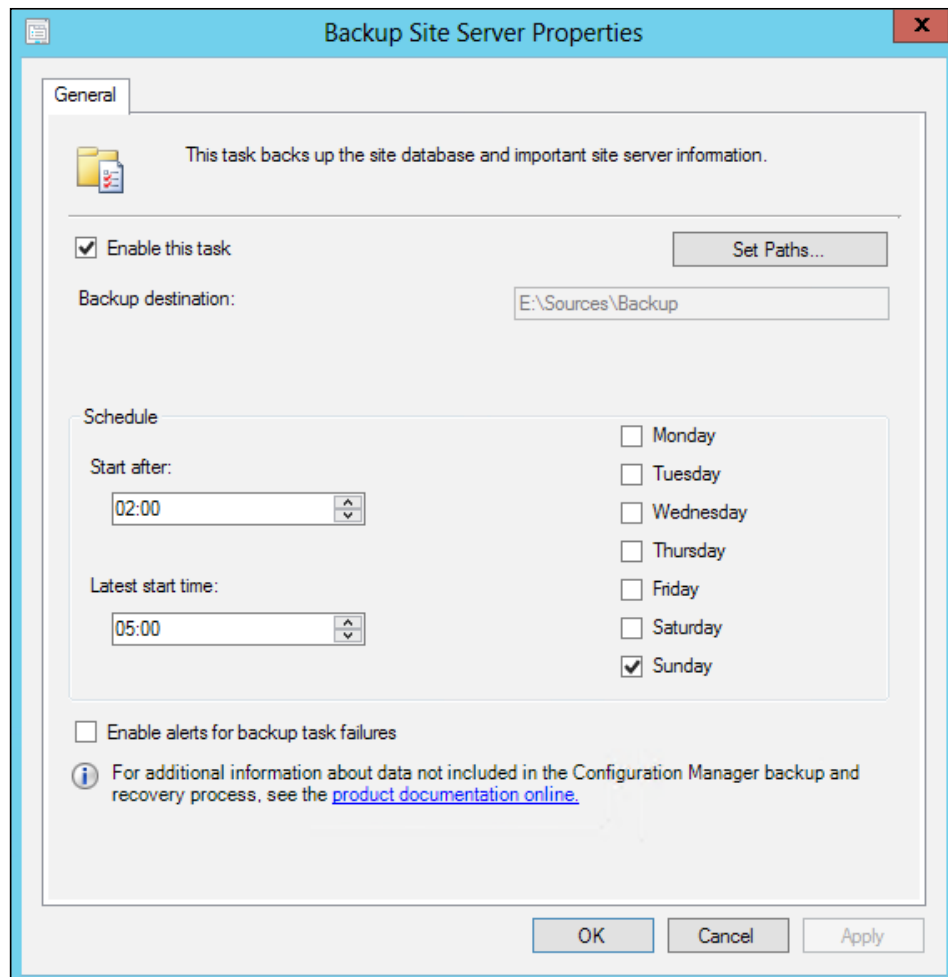 Backup Site Server Properties
X
General
This task backs up the site database and important site server information.
Enable this task
Set Paths...
Backup destination:
E:\Sources\Backup
Schedule
Start after:
02:00
Latest start time:
05:00
Monday
Tuesday
Wednesday
Thursday
Friday
Saturday
Sunday
Enable alerts for backup task failures
For additional information about data not included in the Configuration Manager backup and
recovery process, see the product documentation online.
OK
Cancel
Apply